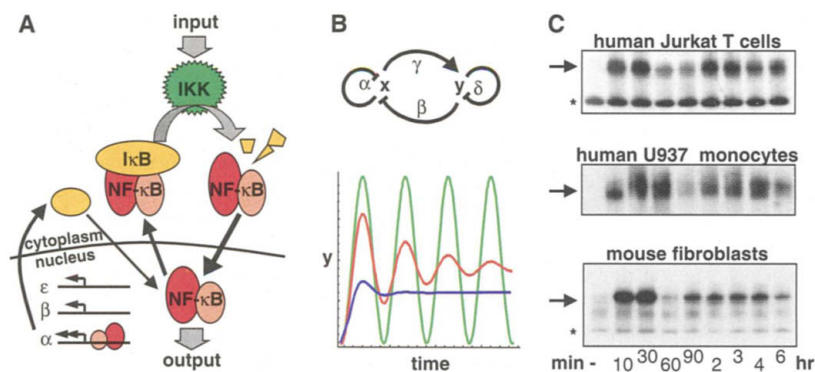 A
input
IKK
IκB
NF-κB
NF-κB
cytoplasm
nucleus
ε
β
α
NF-κB
output
B
γ
α x
y δ
β
y
time
C
human Jurkat T cells
*
human U937 monocytes
mouse fibroblasts
*
min - 10 30 60 90 2 3 4 6 hr